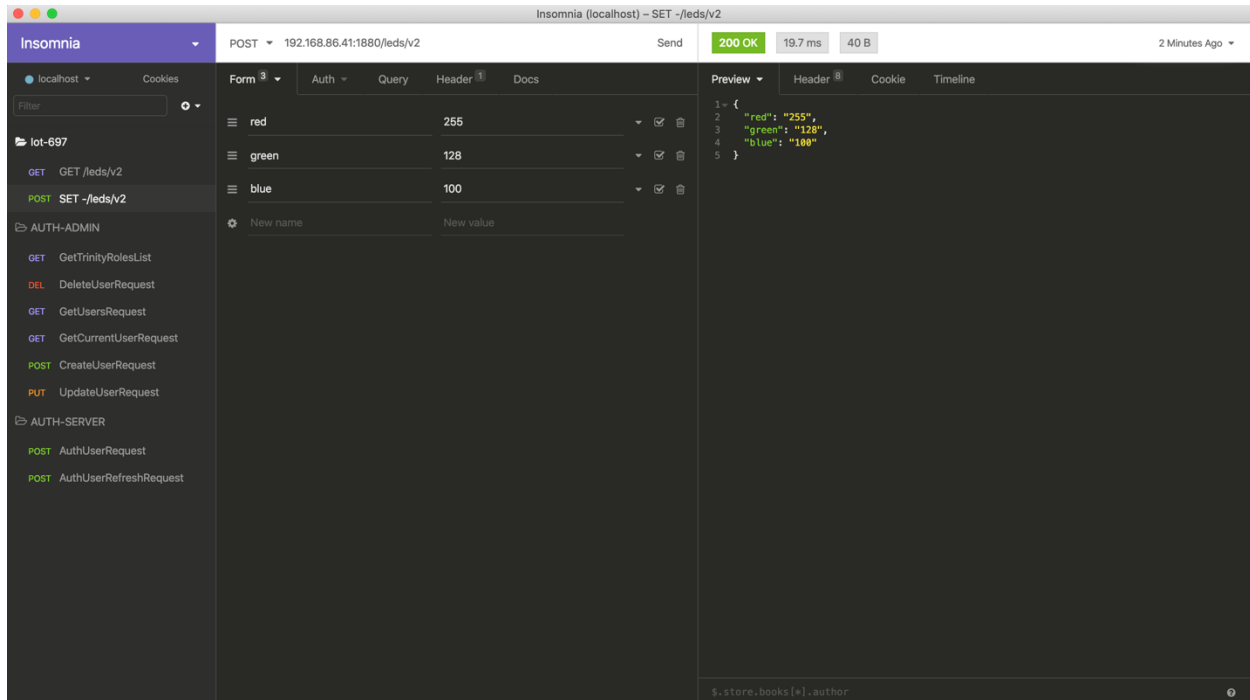 Insomnia (localhost) – SET -/leds/v2
Insomnia
localhost
Cookies
Filter
Iot-697
GET GET /leds/v2
POST SET -/leds/v2
AUTH-ADMIN
GET GetTrinityRolesList
DEL DeleteUserRequest
GET GetUsersRequest
GET GetCurrentUserRequest
POST CreateUserRequest
PUT UpdateUserRequest
AUTH-SERVER
POST AuthUserRequest
POST AuthUserRefreshRequest
POST 192.168.86.41:1880/leds/v2 Send
Form 3 Auth Query Header 1 Docs
red 255
green 128
blue 100
New name New value
200 OK 19.7 ms 40 B 2 Minutes Ago
Preview Header 8 Cookie Timeline
1 {
2 "red": "255",
3 "green": "128",
4 "blue": "100"
5 }
$.store.books[*].author